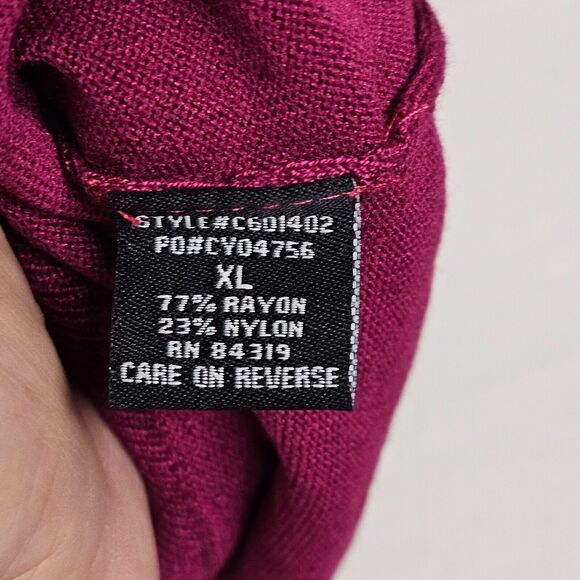 STYLE#C601402
PO#CY04756
XL
77% RAYON
23% NYLON
RN 84319
CARE ON REVERSE